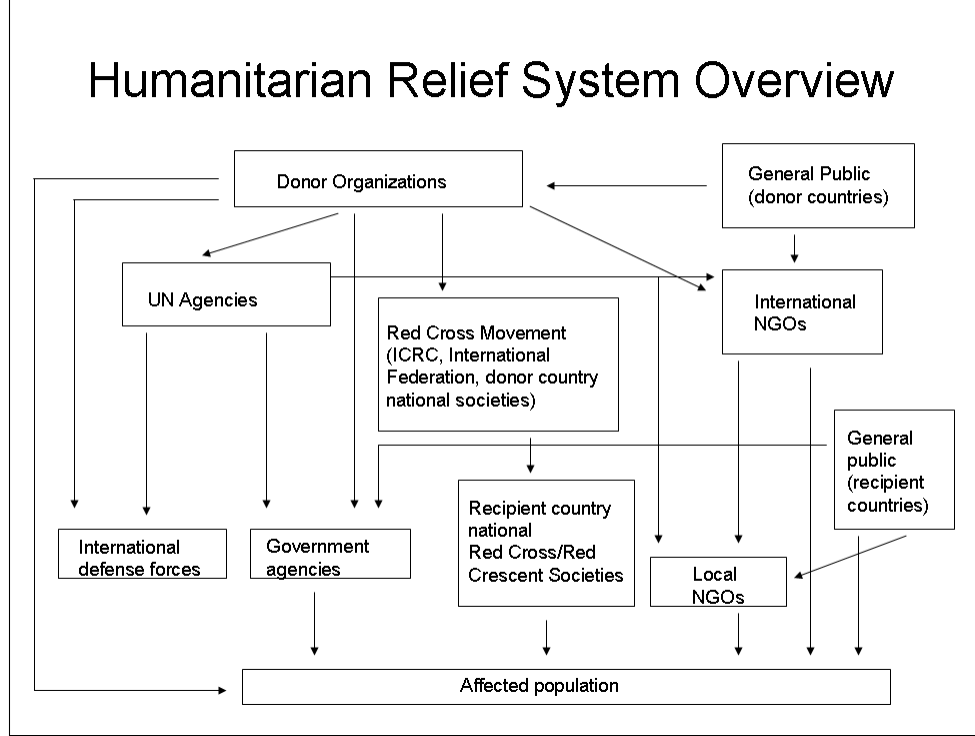 Humanitarian Relief System Overview
Donor Organizations
General Public
(donor countries)
UN Agencies
International
NGOs
Red Cross Movement
(ICRC, International
Federation, donor country
national societies)
General
public
(recipient
countries)
International
defense forces
Government
agencies
Recipient country
national
Red Cross/Red
Crescent Societies
Local
NGOs
Affected population